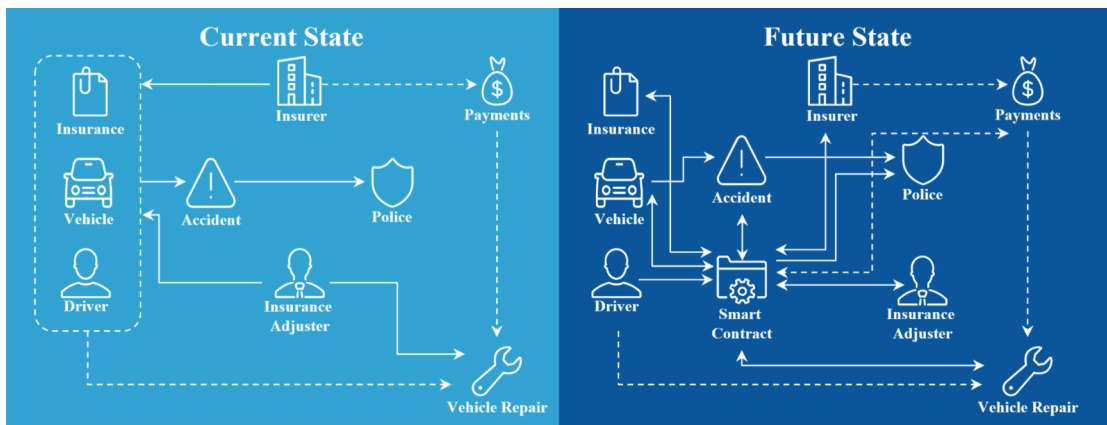 Current State
Insurance
Insurer
$
Payments
Vehicle
Accident
Police
Driver
Insurance
Adjuster
Vehicle Repair
Future State
Insurance
Insurer
$
Payments
Vehicle
Accident
Police
Driver
Smart
Contract
Insurance
Adjuster
Vehicle Repair